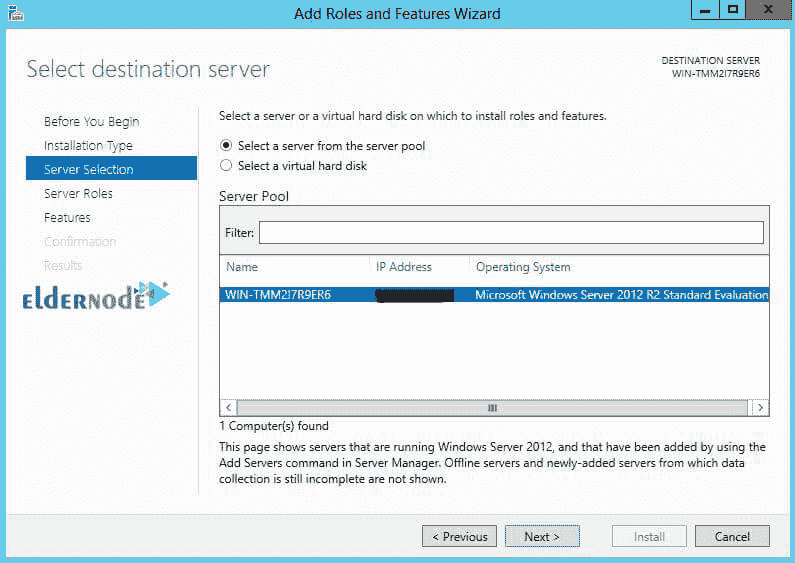 Add Roles and Features Wizard
Select destination server
DESTINATION SERVER
WIN-TMM2I7R9ER6
Before You Begin
Installation Type
Server Selection
Server Roles
Features
Confirmation
Results
ELDERNODE
Select a server or a virtual hard disk on which to install roles and features.
Select a server from the server pool
Select a virtual hard disk
Server Pool
Filter:
Name IP Address Operating System
WIN-TMM2I7R9ER6 Microsoft Windows Server 2012 R2 Standard Evaluation
1 Computer(s) found
This page shows servers that are running Windows Server 2012, and that have been added by using the
Add Servers command in Server Manager. Offline servers and newly-added servers from which data
collection is still incomplete are not shown.
< Previous Next > Install Cancel